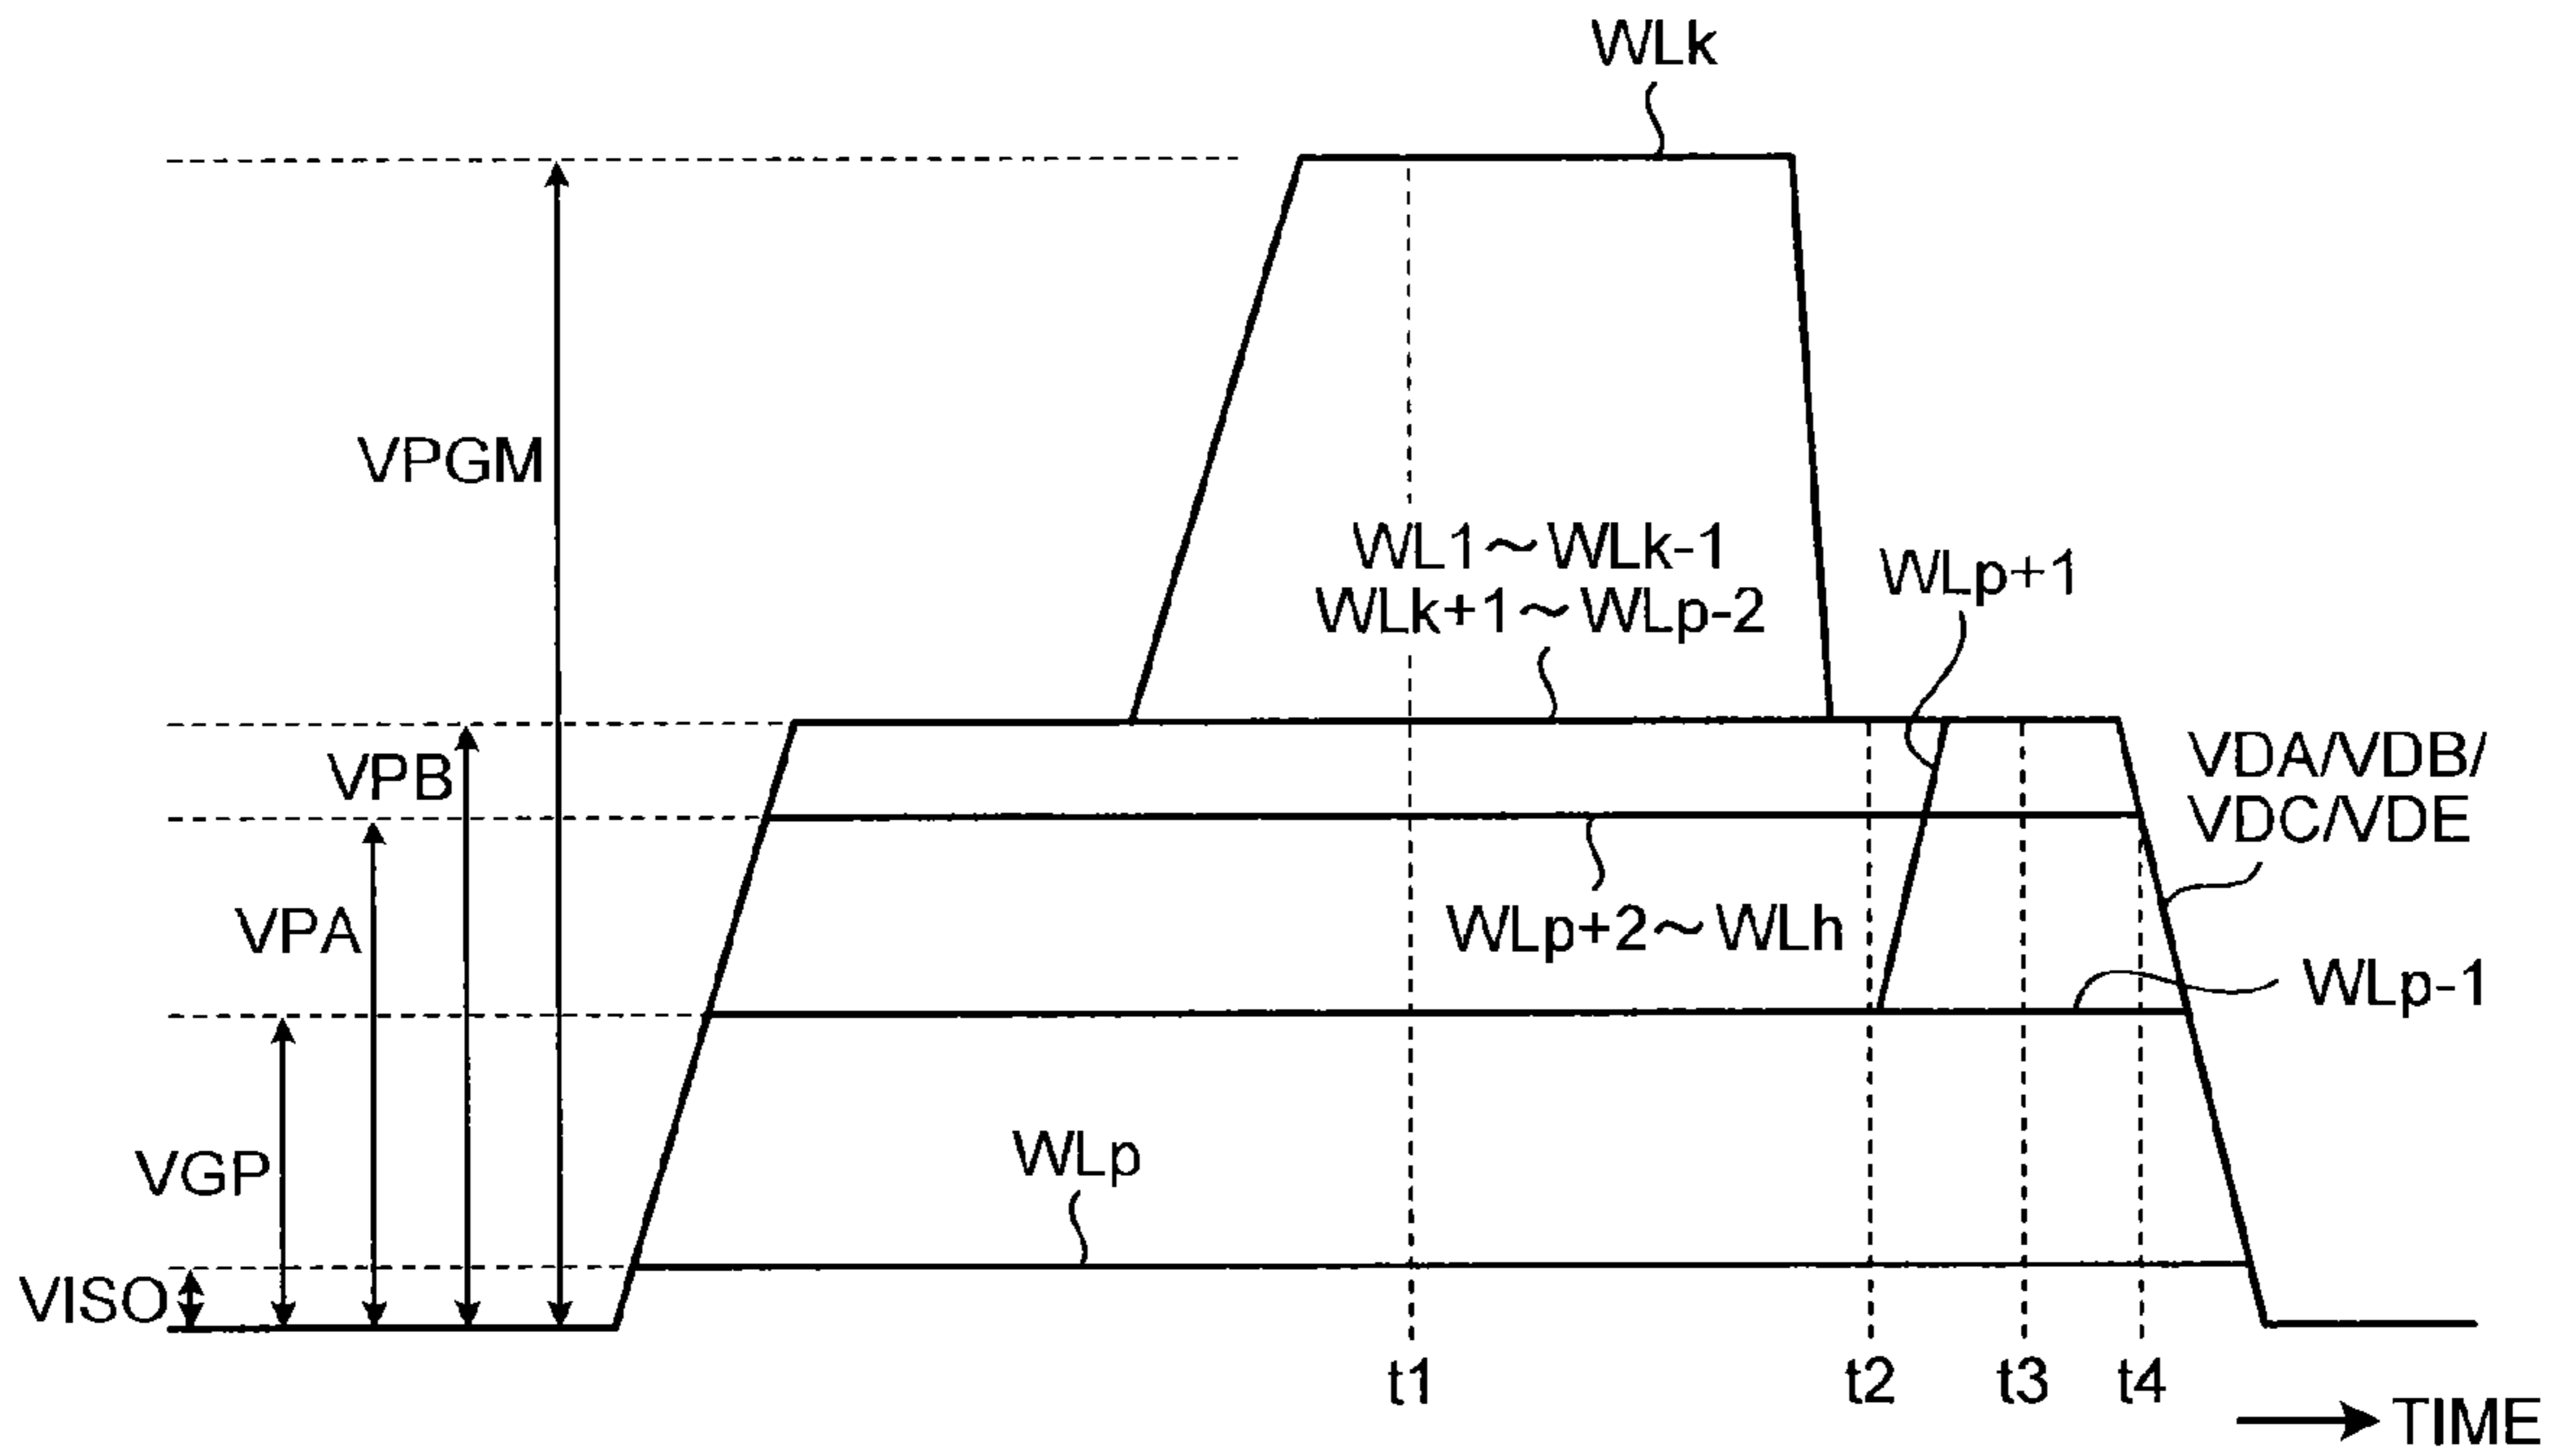 WLk
VPGM
WL1~WLk-1
WLk+1~WLp-2
WLp+1
VPB
VDA/VDB/
VDC/VDE
VPA
WLp+2~WLh
WLp-1
VGP
WLp
VISO
t1
t2
t3
t4
TIME